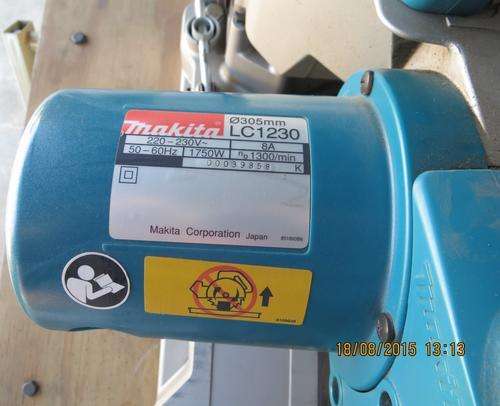 makita
Ø305mm
LC1230
220-230V~ 8A
50-60Hz 1750W n₀ 1300/min
00039858 K
Makita Corporation Japan
18/08/2015 13:13